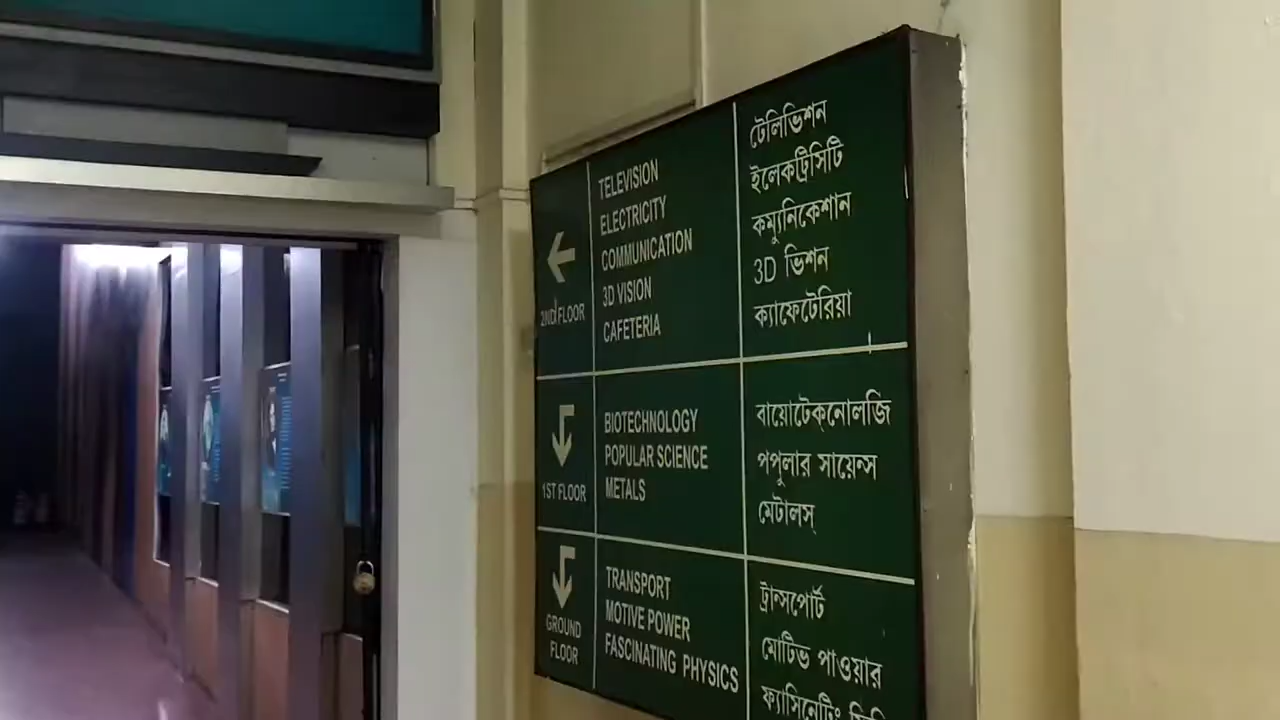 2ND FLOOR
TELEVISION
ELECTRICITY
COMMUNICATION
3D VISION
CAFETERIA
টেলিভিশন
ইলেকট্রিসিটি
কম্যুনিকেশান
3D ভিশন
ক্যাফেটেরিয়া
1ST FLOOR
BIOTECHNOLOGY
POPULAR SCIENCE
METALS
বায়োটেক্‌নোলজি
পপুলার সায়েন্স
মেটালস্
GROUND
FLOOR
TRANSPORT
MOTIVE POWER
FASCINATING PHYSICS
ট্রান্সপোর্ট
মোটিভ পাওয়ার
ফ্যাসিনেটিং